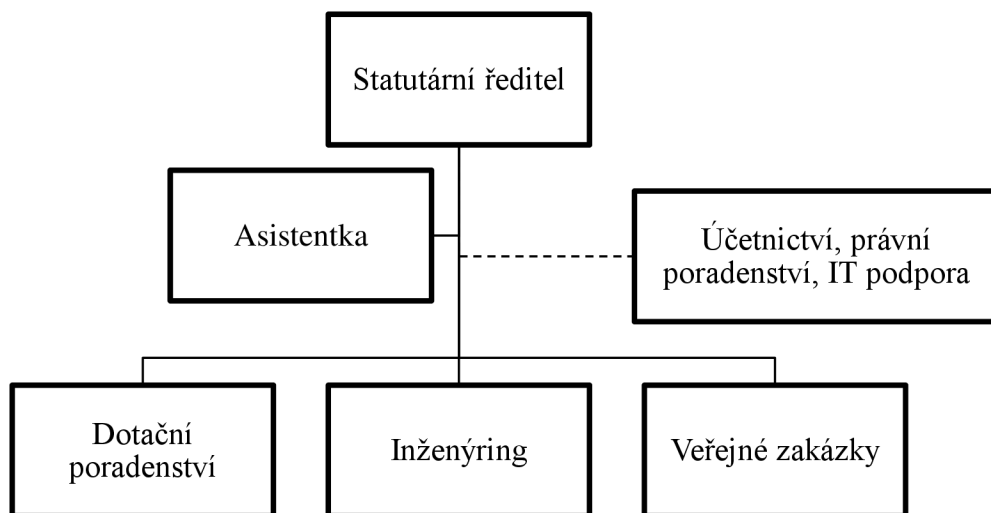 Statutární ředitel
Asistentka
Účetnictví, právní
poradenství, IT podpora
Dotační
poradenství
Inženýring
Veřejné zakázky